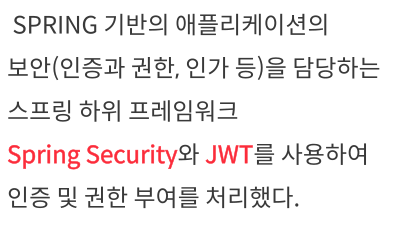 SPRING 기반의 애플리케이션의
보안(인증과 권한, 인가 등)을 담당하는
스프링 하위 프레임워크
Spring Security와 JWT를 사용하여
인증 및 권한 부여를 처리했다.